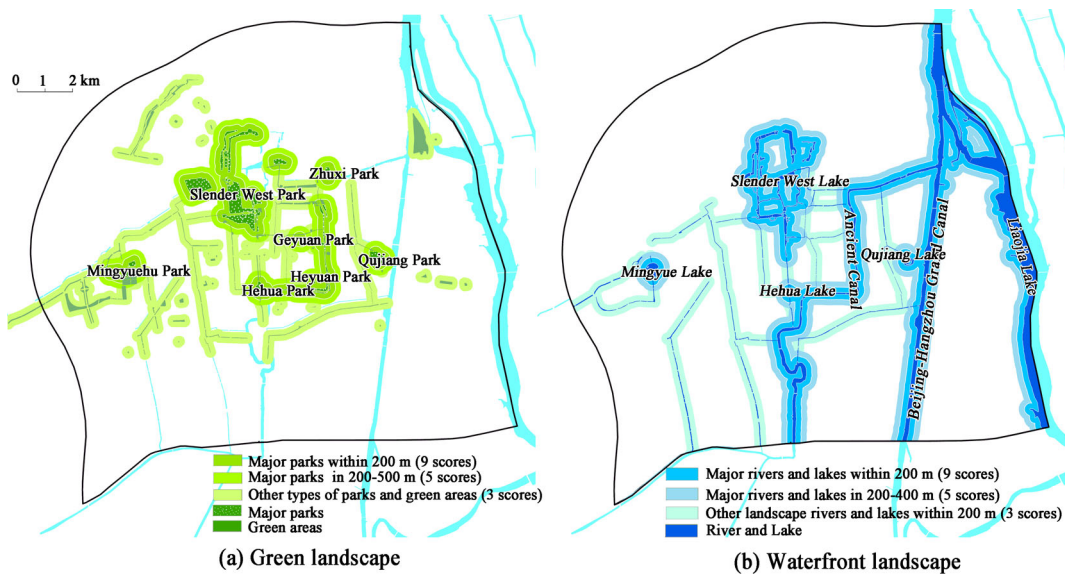 0 1 2 km
Zhuxi Park
Slender West Park
Geyuan Park
Qujiang Park
Mingyuehu Park
Heyuan Park
Hehua Park
Major parks within 200 m (9 scores)
Major parks in 200-500 m (5 scores)
Other types of parks and green areas (3 scores)
Major parks
Green areas
(a) Green landscape
Slender West Lake
Ancient Canal
Qujiang Lake
Beijing-Hangzhou Grand Canal
Liaojia Lake
Mingyue Lake
Hehua Lake
Major rivers and lakes within 200 m (9 scores)
Major rivers and lakes in 200-400 m (5 scores)
Other landscape rivers and lakes within 200 m (3 scores)
River and Lake
(b) Waterfront landscape